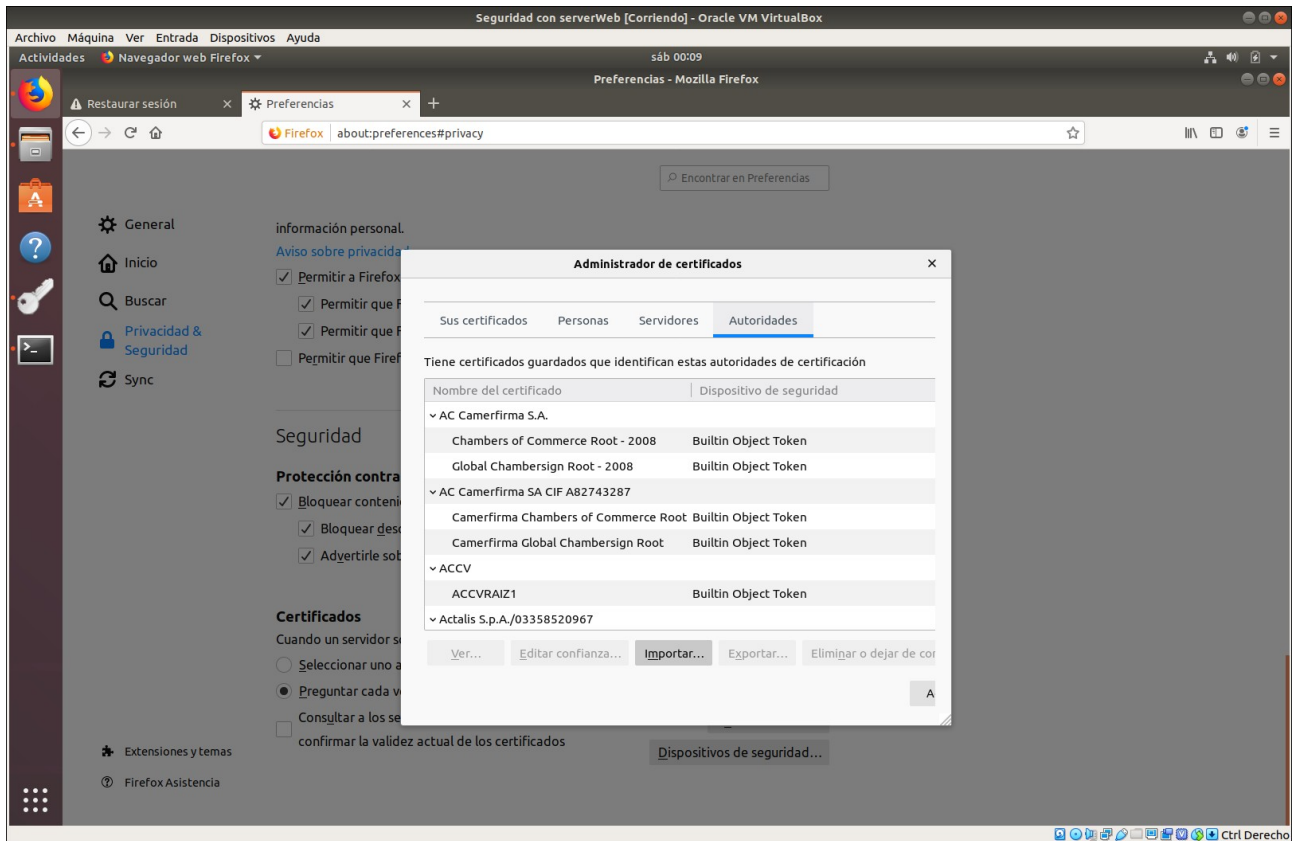 Seguridad con serverWeb [Corriendo] - Oracle VM VirtualBox
Archivo Máquina Ver Entrada Dispositivos Ayuda
Actividades Navegador web Firefox sáb 00:09
Preferencias - Mozilla Firefox
Restaurar sesión Preferencias
Firefox about:preferences#privacy
Encontrar en Preferencias
General
Inicio
Buscar
Privacidad &
Seguridad
Sync
Extensiones y temas
Firefox Asistencia
información personal.
Aviso sobre privacidad
Permitir a Firefox
Permitir que F
Permitir que F
Permitir que Firef
Seguridad
Protección contra
Bloquear conteni
Bloquear desc
Advertirle sob
Certificados
Cuando un servidor so
Seleccionar uno a
Preguntar cada v
Consultar a los se
confirmar la validez actual de los certificados
Dispositivos de seguridad...
Administrador de certificados
Sus certificados Personas Servidores Autoridades
Tiene certificados guardados que identifican estas autoridades de certificación
Nombre del certificado Dispositivo de seguridad
AC Camerfirma S.A.
Chambers of Commerce Root - 2008 Builtin Object Token
Global Chambersign Root - 2008 Builtin Object Token
AC Camerfirma SA CIF A82743287
Camerfirma Chambers of Commerce Root Builtin Object Token
Camerfirma Global Chambersign Root Builtin Object Token
ACCV
ACCVRAIZ1 Builtin Object Token
Actalis S.p.A./03358520967
Ver... Editar confianza... Importar... Exportar... Eliminar o dejar de con
A
Ctrl Derecho